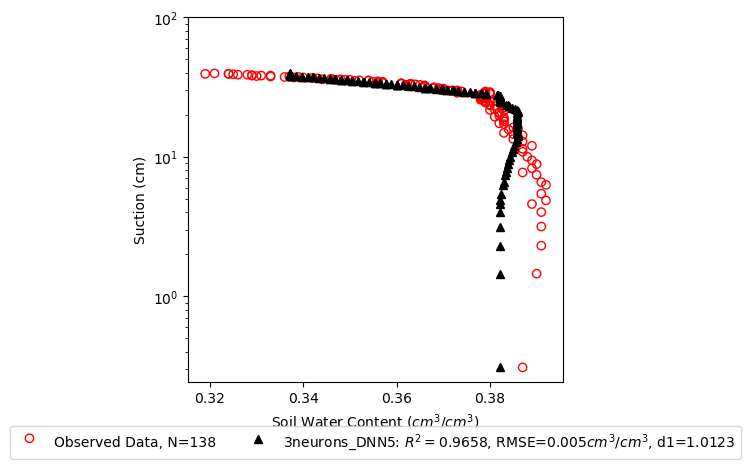 10²
10¹
10⁰
Suction (cm)
0.32 0.34 0.36 0.38
Soil Water Content (cm³/cm³)
Observed Data, N=138 3neurons_DNN5: R² = 0.9658, RMSE=0.005cm³/cm³, d1=1.0123